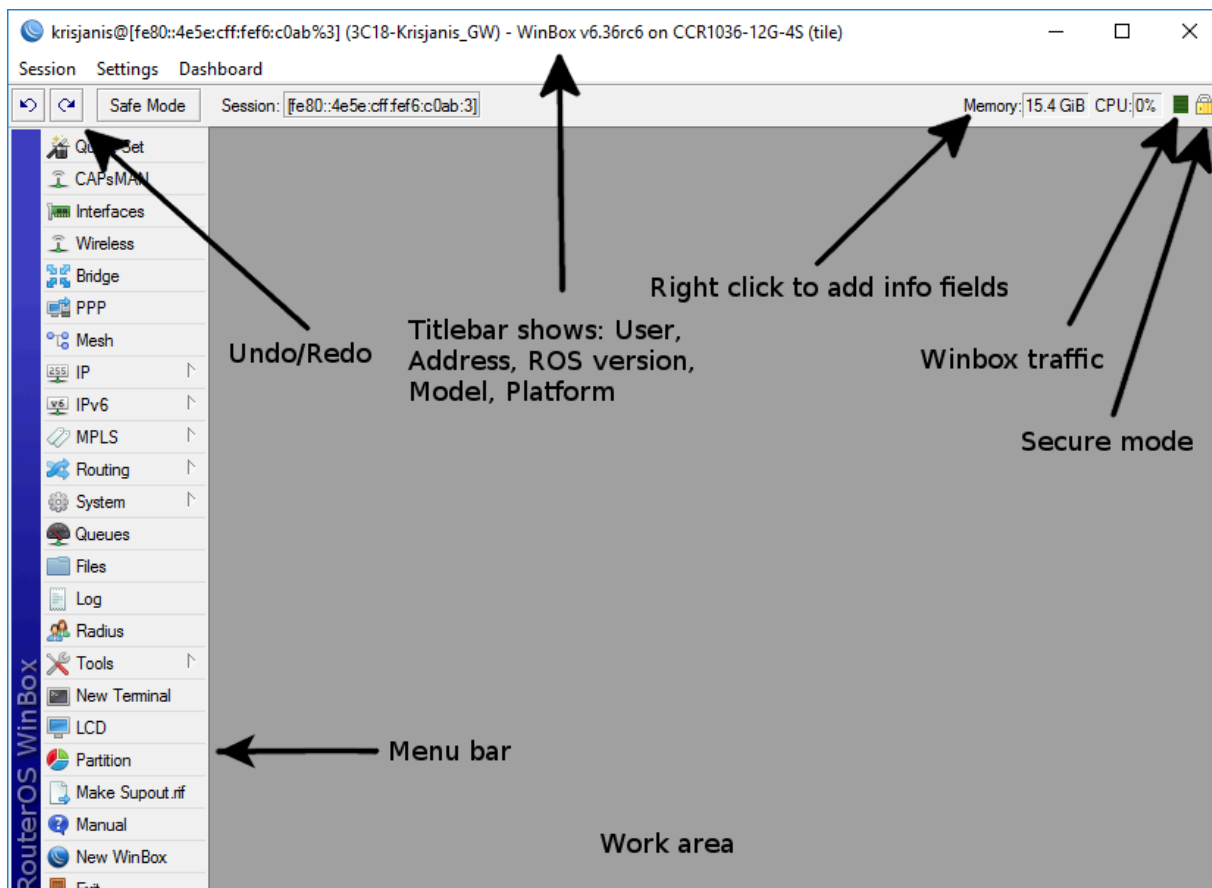 krisjanis@[fe80::4e5e:cff:fef6:c0ab%3] (3C18-Krisjanis_GW) - WinBox v6.36rc6 on CCR1036-12G-4S (tile)
Session Settings Dashboard
Safe Mode Session: [fe80::4e5e:cff:fef6:c0ab:3] Memory: 15.4 GiB CPU: 0%
Quick Set
CAPsMAN
Interfaces
Wireless
Bridge
PPP
Mesh
IP
IPv6
MPLS
Routing
System
Queues
Files
Log
Radius
Tools
New Terminal
LCD
Partition
Make Supout.rif
Manual
New WinBox
Exit
RouterOS WinBox
Undo/Redo
Titlebar shows: User,
Address, ROS version,
Model, Platform
Right click to add info fields
Winbox traffic
Secure mode
Menu bar
Work area